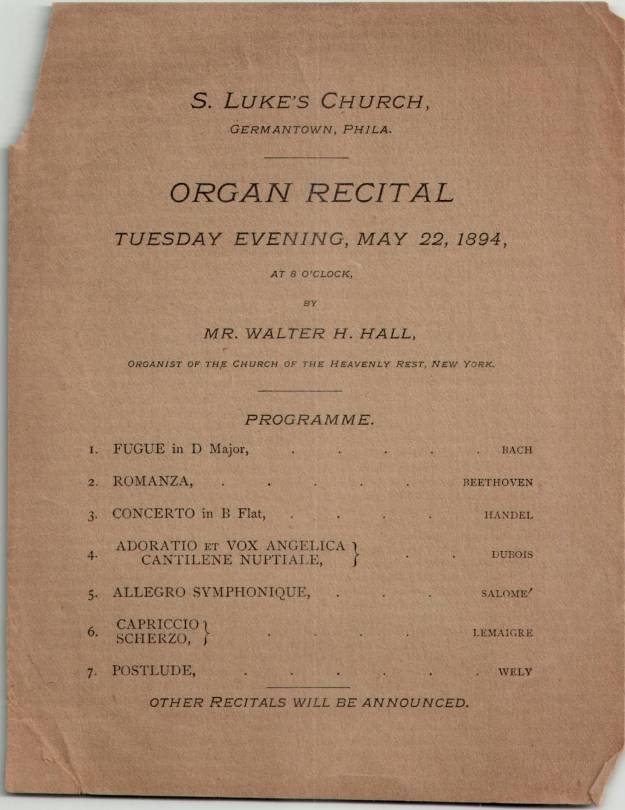 S. LUKE'S CHURCH,
GERMANTOWN, PHILA.
ORGAN RECITAL
TUESDAY EVENING, MAY 22, 1894,
AT 8 O'CLOCK,
BY
MR. WALTER H. HALL,
ORGANIST OF THE CHURCH OF THE HEAVENLY REST, NEW YORK.
PROGRAMME.
1. FUGUE in D Major, . . . . . BACH
2. ROMANZA, . . . . . BEETHOVEN
3. CONCERTO in B Flat, . . . . HANDEL
4. ADORATIO ET VOX ANGELICA
CANTILENE NUPTIALE, } . . DUBOIS
5. ALLEGRO SYMPHONIQUE, . . . SALOME'
6. CAPRICCIO
SCHERZO, } . . . . LEMAIGRE
7. POSTLUDE, . . . . . . WELY
OTHER RECITALS WILL BE ANNOUNCED.